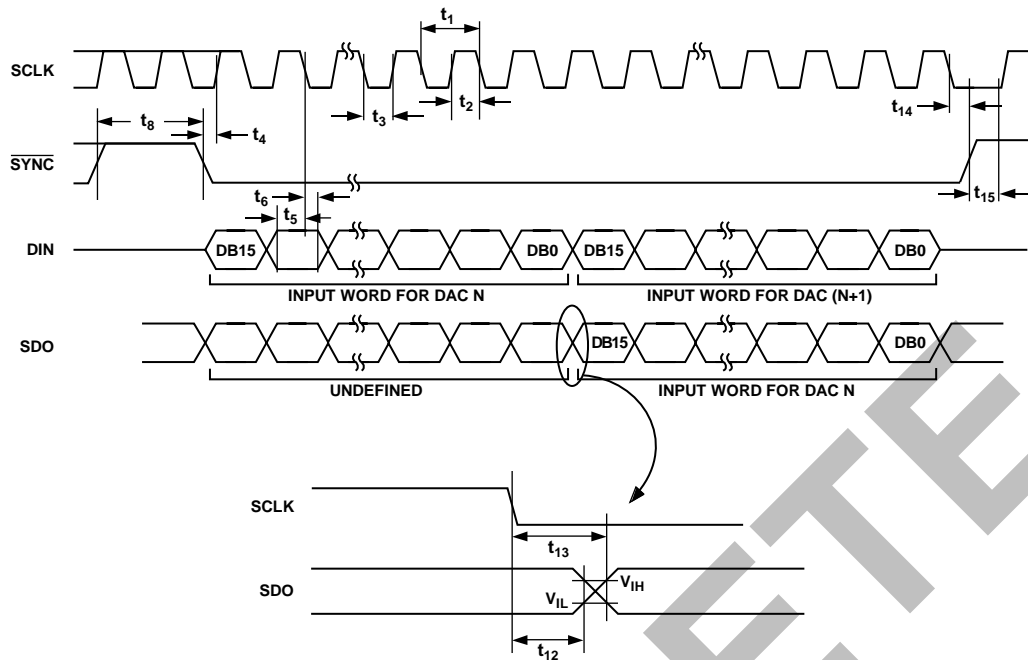 t1
SCLK
t3
t2
t14
t8
t4
SYNC
t15
t6
t5
DIN
DB15
DB0
DB15
DB0
INPUT WORD FOR DAC N
INPUT WORD FOR DAC (N+1)
SDO
DB15
DB0
UNDEFINED
INPUT WORD FOR DAC N
SCLK
t13
SDO
VIH
VIL
t12
ETE